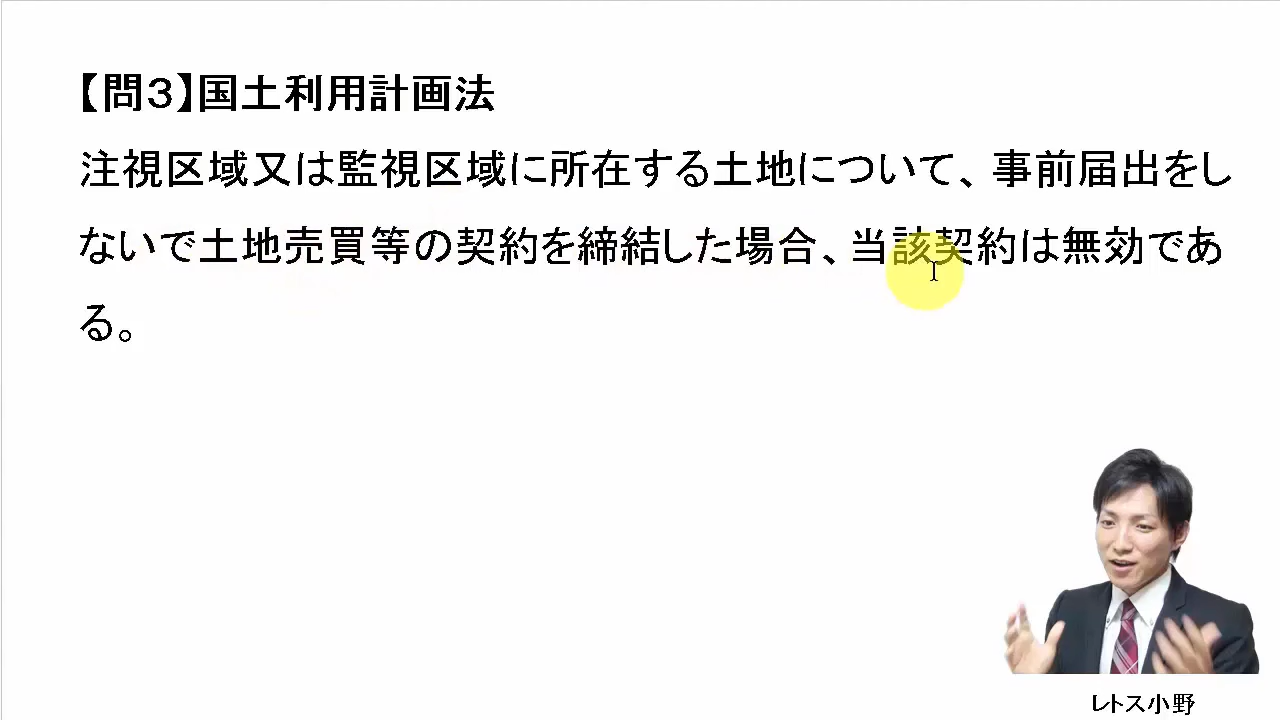 【問3】国土利用計画法
注視区域又は監視区域に所在する土地について、事前届出をし
ないで土地売買等の契約を締結した場合、当該契約は無効であ
る。
レトス小野